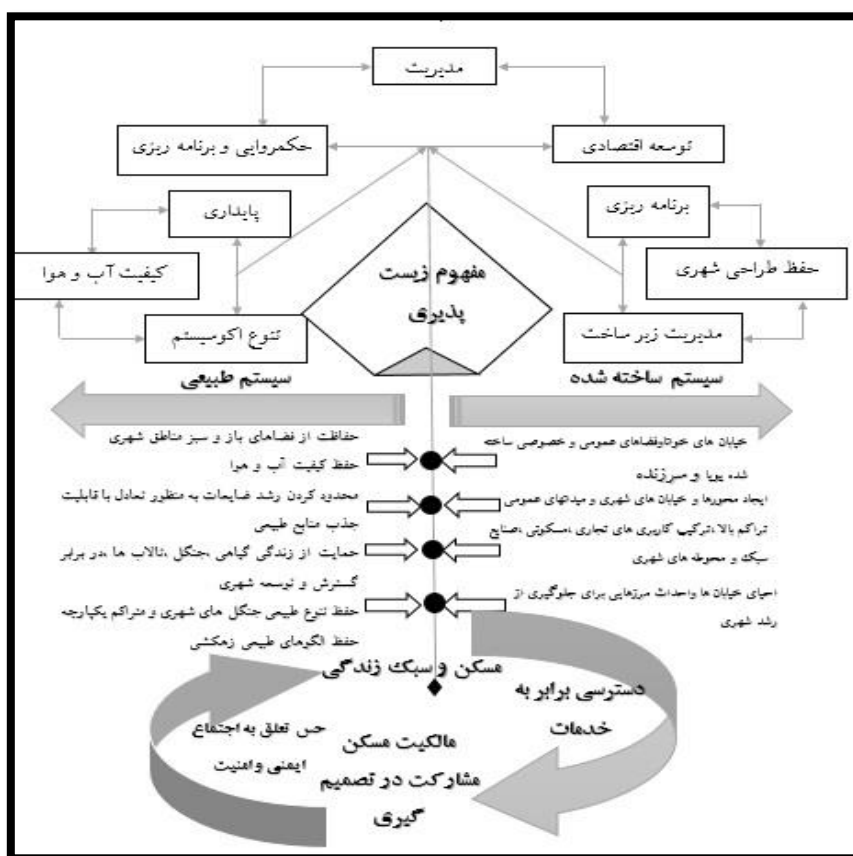 مدیریت
حکمروایی و برنامه ریزی
توسعه اقتصادی
پایداری
برنامه ریزی
کیفیت آب و هوا
حفظ طراحی شهری
مفهوم زیست
پذیری
تنوع اکوسیستم
مدیریت زیر ساخت
سیستم ساخته شده
خیابان های خوناوفضاهای عمومی و خصوصی ساخته
شده پویا و سرزنده
ایجاد محورها و خیابان های شهری و میدانهای عمومی
تراکم بالا،ترکیب کاربری های تجاری ،مسکونی ،صنایع
سبک و محوطه های شهری
احیای خیابان ها واحداث مرزهایی برای جلوگیری از
رشد شهری
سیستم طبیعی
حفاظت از فضاهای باز و سبز مناطق شهری
حفظ کیفیت آب و هوا
محدود کردن رشد ضایعات به منظور تعادل با قابلیت
جذب منابع طبیعی
حمایت از زندگی گیاهی ،جنگل ،تالاب ها ،در برابر
گسترش و توسعه شهری
حفظ تنوع طبیعی جنگل های شهری و متراکم یکپارچه
حفظ الگوهای طبیعی زهکشی
مسکن و سبک زندگی
دسترسی برابر به
خدمات
حس تعلق به اجتماع
ایمنی وامنیت
مالکیت مسکن
مشارکت در تصمیم
گیری